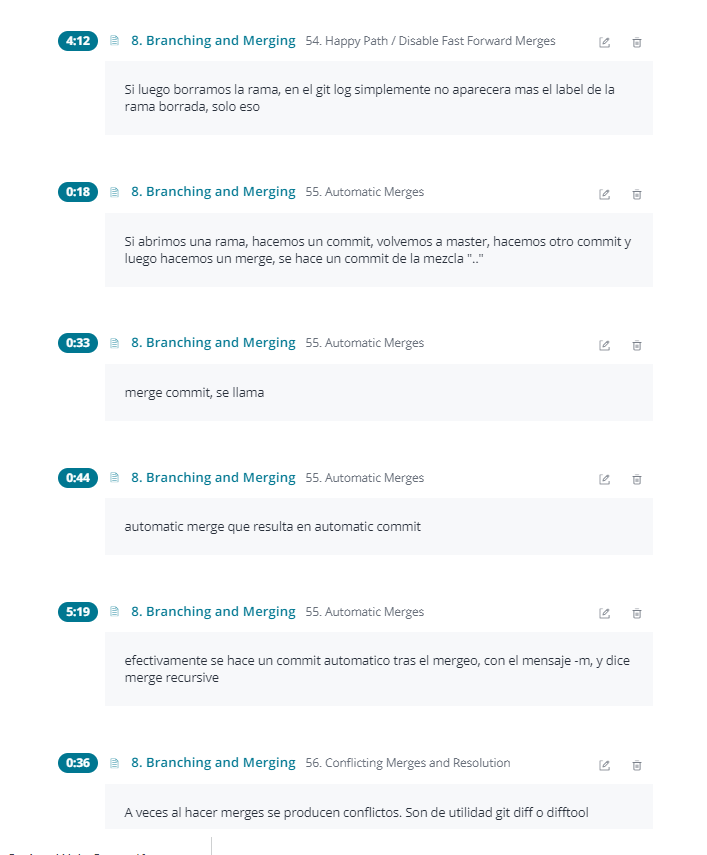 4:12 8. Branching and Merging 54. Happy Path / Disable Fast Forward Merges
Si luego borramos la rama, en el git log simplemente no aparecera mas el label de la
rama borrada, solo eso
0:18 8. Branching and Merging 55. Automatic Merges
Si abrimos una rama, hacemos un commit, volvemos a master, hacemos otro commit y
luego hacemos un merge, se hace un commit de la mezcla ".."
0:33 8. Branching and Merging 55. Automatic Merges
merge commit, se llama
0:44 8. Branching and Merging 55. Automatic Merges
automatic merge que resulta en automatic commit
5:19 8. Branching and Merging 55. Automatic Merges
efectivamente se hace un commit automatico tras el mergeo, con el mensaje -m, y dice
merge recursive
0:36 8. Branching and Merging 56. Conflicting Merges and Resolution
A veces al hacer merges se producen conflictos. Son de utilidad git diff o difftool